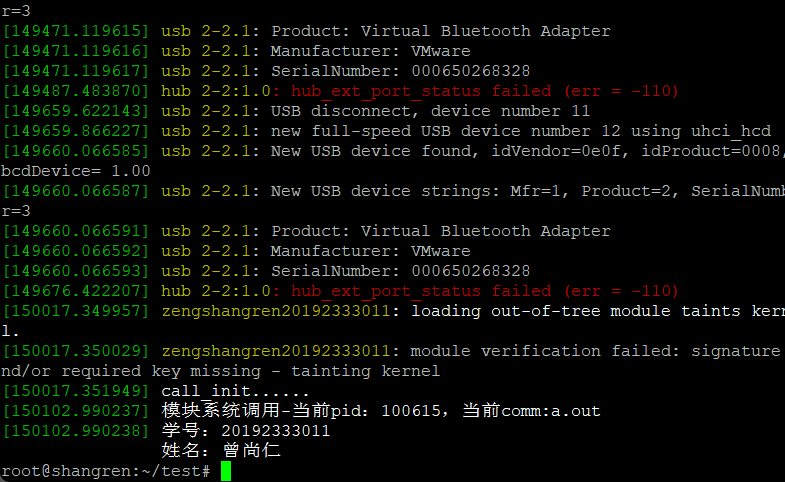 r=3
[149471.119615] usb 2-2.1: Product: Virtual Bluetooth Adapter
[149471.119616] usb 2-2.1: Manufacturer: VMware
[149471.119617] usb 2-2.1: SerialNumber: 000650268328
[149487.483870] hub 2-2:1.0: hub_ext_port_status failed (err = -110)
[149659.622143] usb 2-2.1: USB disconnect, device number 11
[149659.866227] usb 2-2.1: new full-speed USB device number 12 using uhci_hcd
[149660.066585] usb 2-2.1: New USB device found, idVendor=0e0f, idProduct=0008,
bcdDevice= 1.00
[149660.066587] usb 2-2.1: New USB device strings: Mfr=1, Product=2, SerialNumb
r=3
[149660.066591] usb 2-2.1: Product: Virtual Bluetooth Adapter
[149660.066592] usb 2-2.1: Manufacturer: VMware
[149660.066593] usb 2-2.1: SerialNumber: 000650268328
[149676.422207] hub 2-2:1.0: hub_ext_port_status failed (err = -110)
[150017.349957] zengshangren20192333011: loading out-of-tree module taints kern
l.
[150017.350029] zengshangren20192333011: module verification failed: signature
nd/or required key missing - tainting kernel
[150017.351949] call_init......
[150102.990237] 模块系统调用-当前pid：100615，当前comm:a.out
[150102.990238] 学号：20192333011
姓名：曾尚仁
root@shangren:~/test#